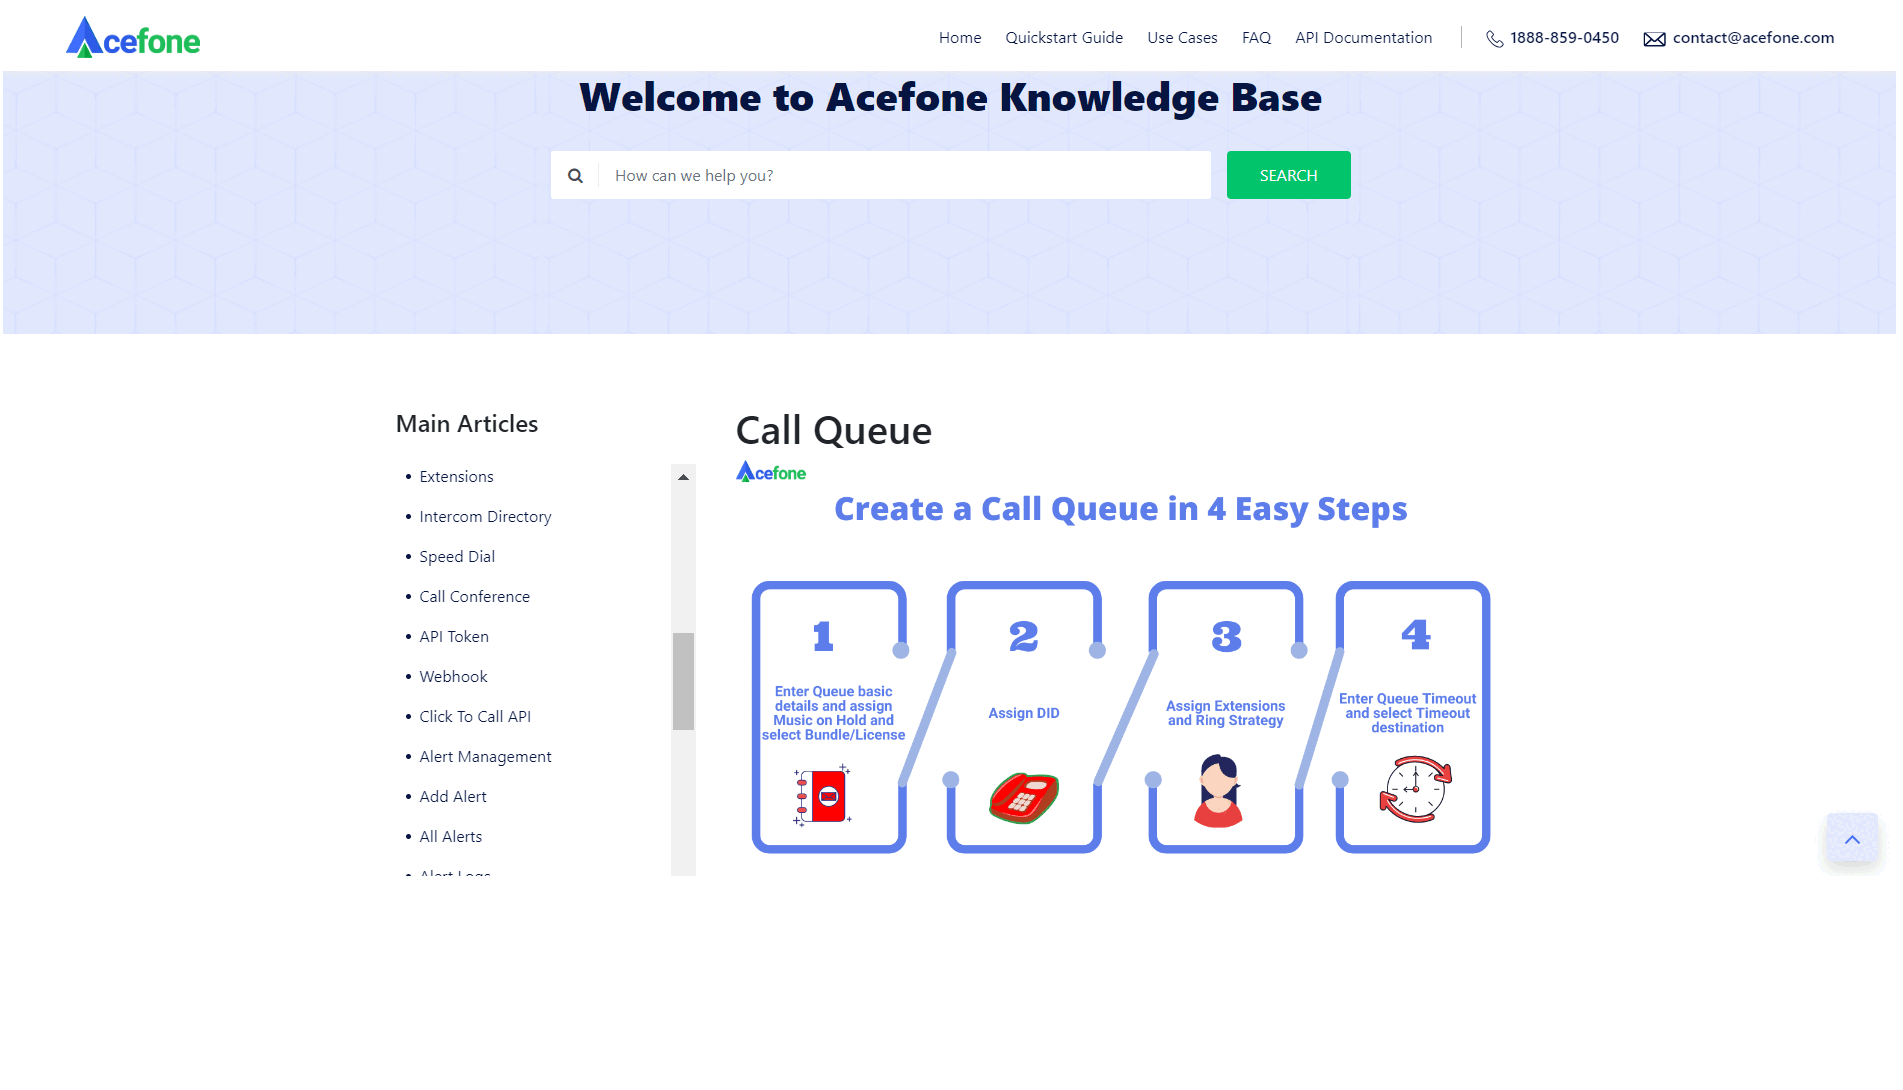 Acefone
Home
Quickstart Guide
Use Cases
FAQ
API Documentation
1888-859-0450
contact@acefone.com
Welcome to Acefone Knowledge Base
How can we help you?
SEARCH
Main Articles
Extensions
Intercom Directory
Speed Dial
Call Conference
API Token
Webhook
Click To Call API
Alert Management
Add Alert
All Alerts
Alert Logs
Call Queue
Acefone
Create a Call Queue in 4 Easy Steps
1
Enter Queue basic
details and assign
Music on Hold and
select Bundle/License
2
Assign DID
3
Assign Extensions
and Ring Strategy
4
Enter Queue Timeout
and select Timeout
destination